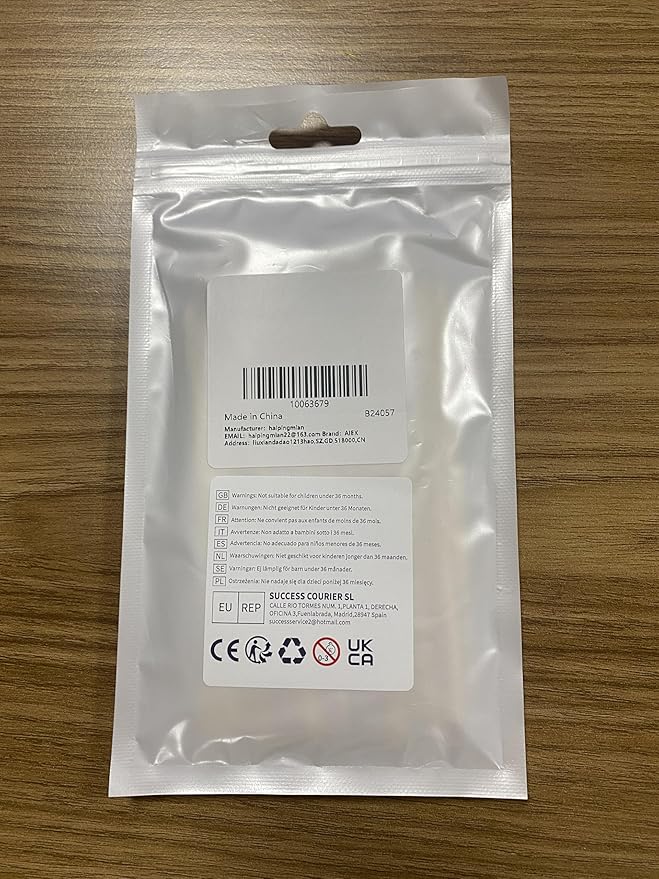 10063679
Made in China B24057
Manufacturer: haipingmian
EMAIL: haipingmian22@163.com Brand: AIEX
Address: liuxiandadao1213hao,SZ,GD.518000,CN
GB Warnings: Not suitable for children under 36 months.
DE Warnungen: Nicht geeignet für Kinder unter 36 Monaten.
FR Attention: Ne convient pas aux enfants de moins de 36 mois.
IT Avvertenze: Non adatto a bambini sotto i 36 mesi.
ES Advertencia: No adecuado para niños menores de 36 meses.
NL Waarschuwingen: Niet geschikt voor kinderen jonger dan 36 maanden.
SE Varningar: Ej lämplig för barn under 36 månader.
PL Ostrzeżenia: Nie nadaje się dla dzieci poniżej 36 miesięcy.
EU REP SUCCESS COURIER SL
CALLE RIO TORMES NUM. 1,PLANTA 1, DERECHA,
OFICINA 3,Fuenlabrada, Madrid,28947 Spain
successservice2@hotmail.com
CE 0-3 UK
CA